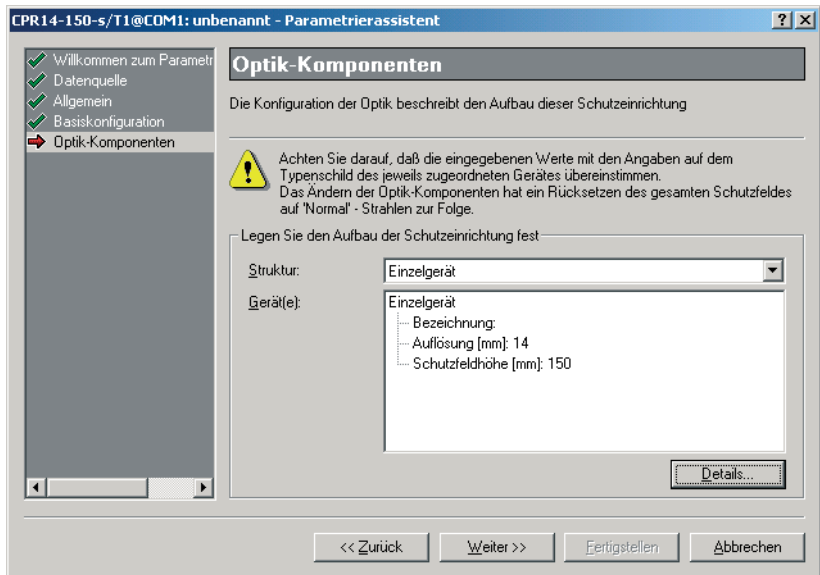 CPR14-150-s/T1@COM1: unbenannt - Parametrierassistent
Willkommen zum Parametr
Datenquelle
Allgemein
Basiskonfiguration
Optik-Komponenten
Optik-Komponenten
Die Konfiguration der Optik beschreibt den Aufbau dieser Schutzeinrichtung
Achten Sie darauf, daß die eingegebenen Werte mit den Angaben auf dem
Typenschild des jeweils zugeordneten Gerätes übereinstimmen.
Das Ändern der Optik-Komponenten hat ein Rücksetzen des gesamten Schutzfeldes
auf 'Normal' - Strahlen zur Folge.
Legen Sie den Aufbau der Schutzeinrichtung fest
Struktur:
Einzelgerät
Gerät(e):
Einzelgerät
Bezeichnung:
Auflösung [mm]: 14
Schutzfeldhöhe [mm]: 150
Details...
<< Zurück
Weiter >>
Fertigstellen
Abbrechen